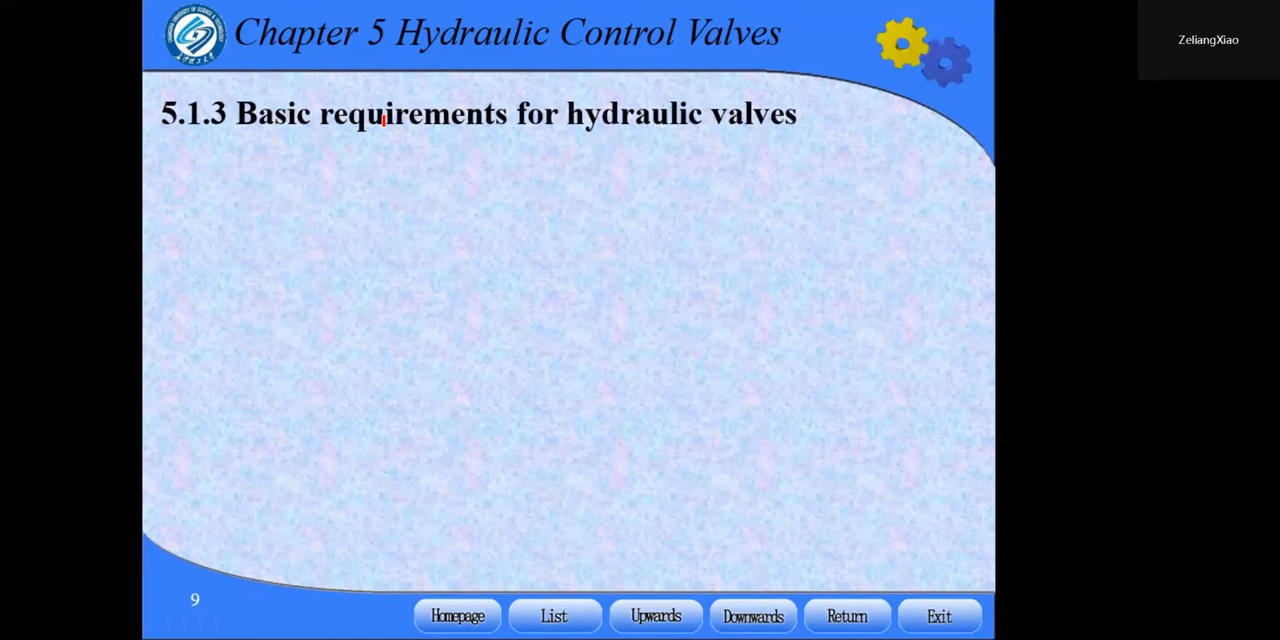 Chapter 5 Hydraulic Control Valves
ZeliangXiao
5.1.3 Basic requirements for hydraulic valves
9
Homepage List Upwards Downwards Return Exit